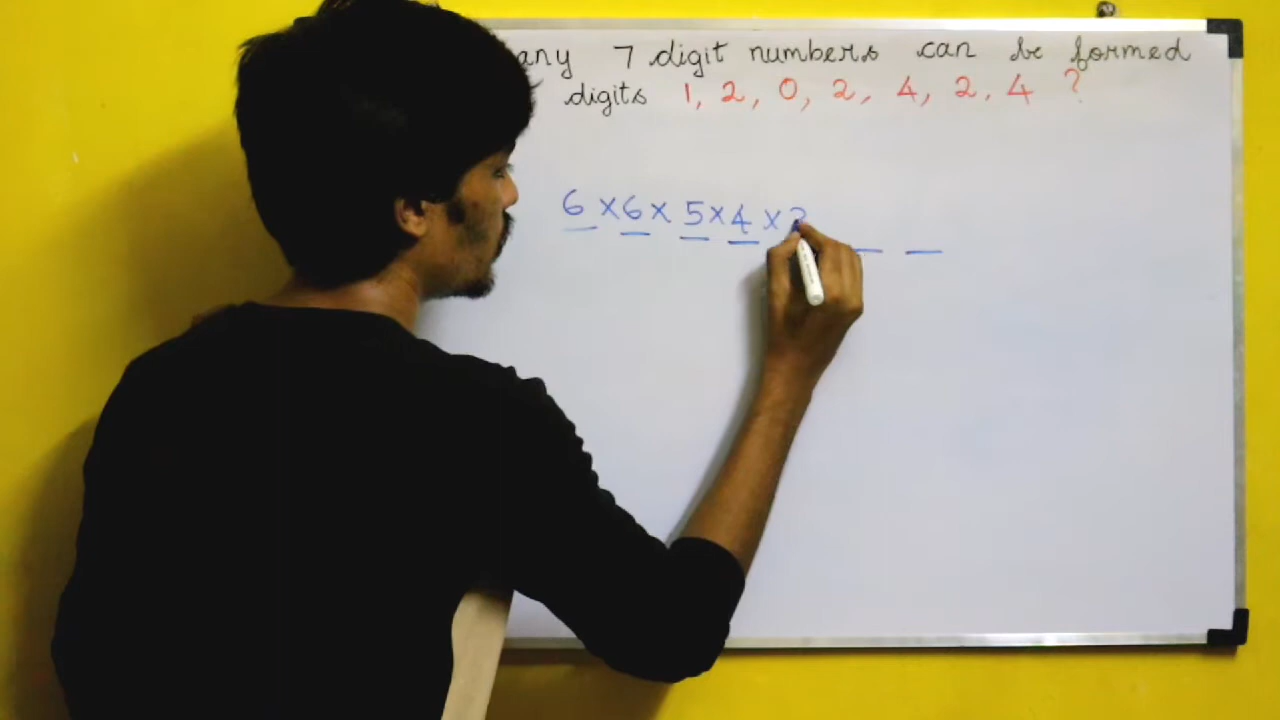 any 7 digit numbers can be formed
digits 1, 2, 0, 2, 4, 2, 4 ?
6 × 6 × 5 × 4 ×